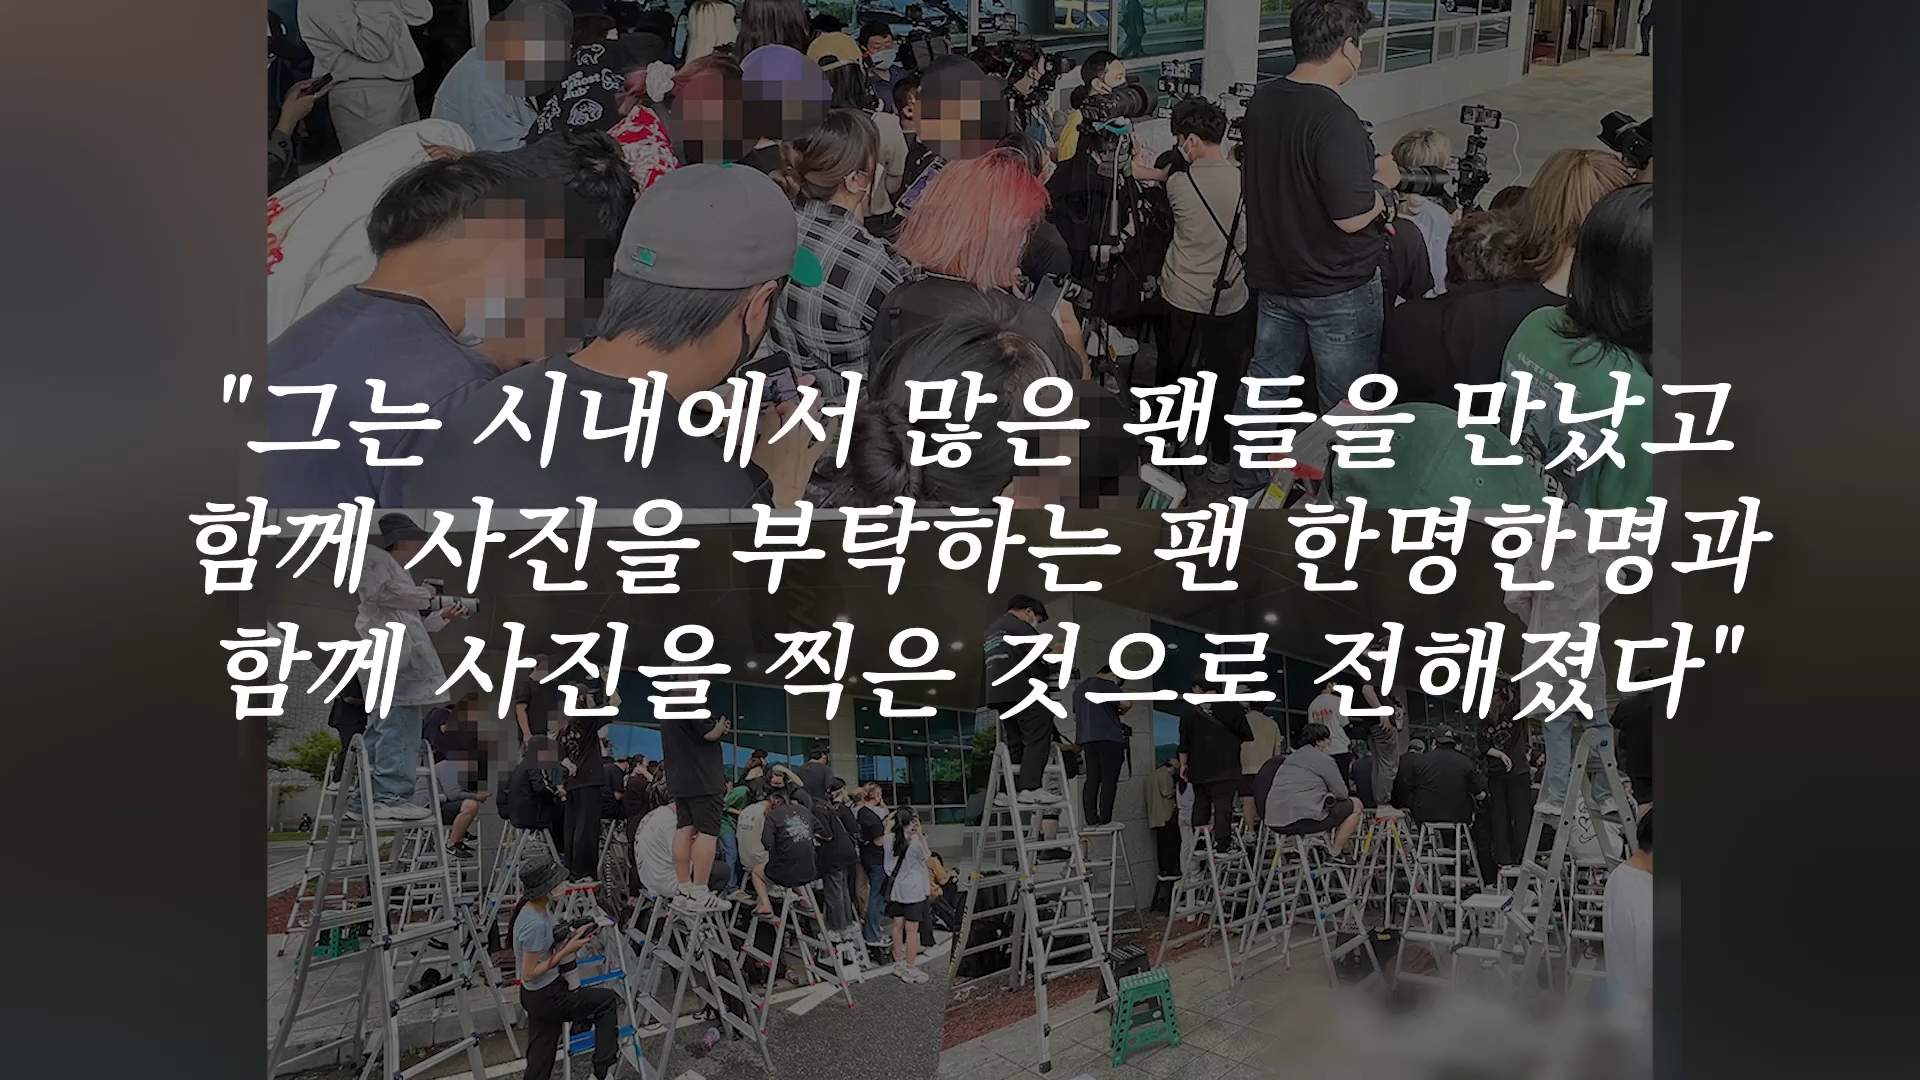 "그는 시내에서 많은 팬들을 만났고
함께 사진을 부탁하는 팬 한명한명과
함께 사진을 찍은 것으로 전해졌다"